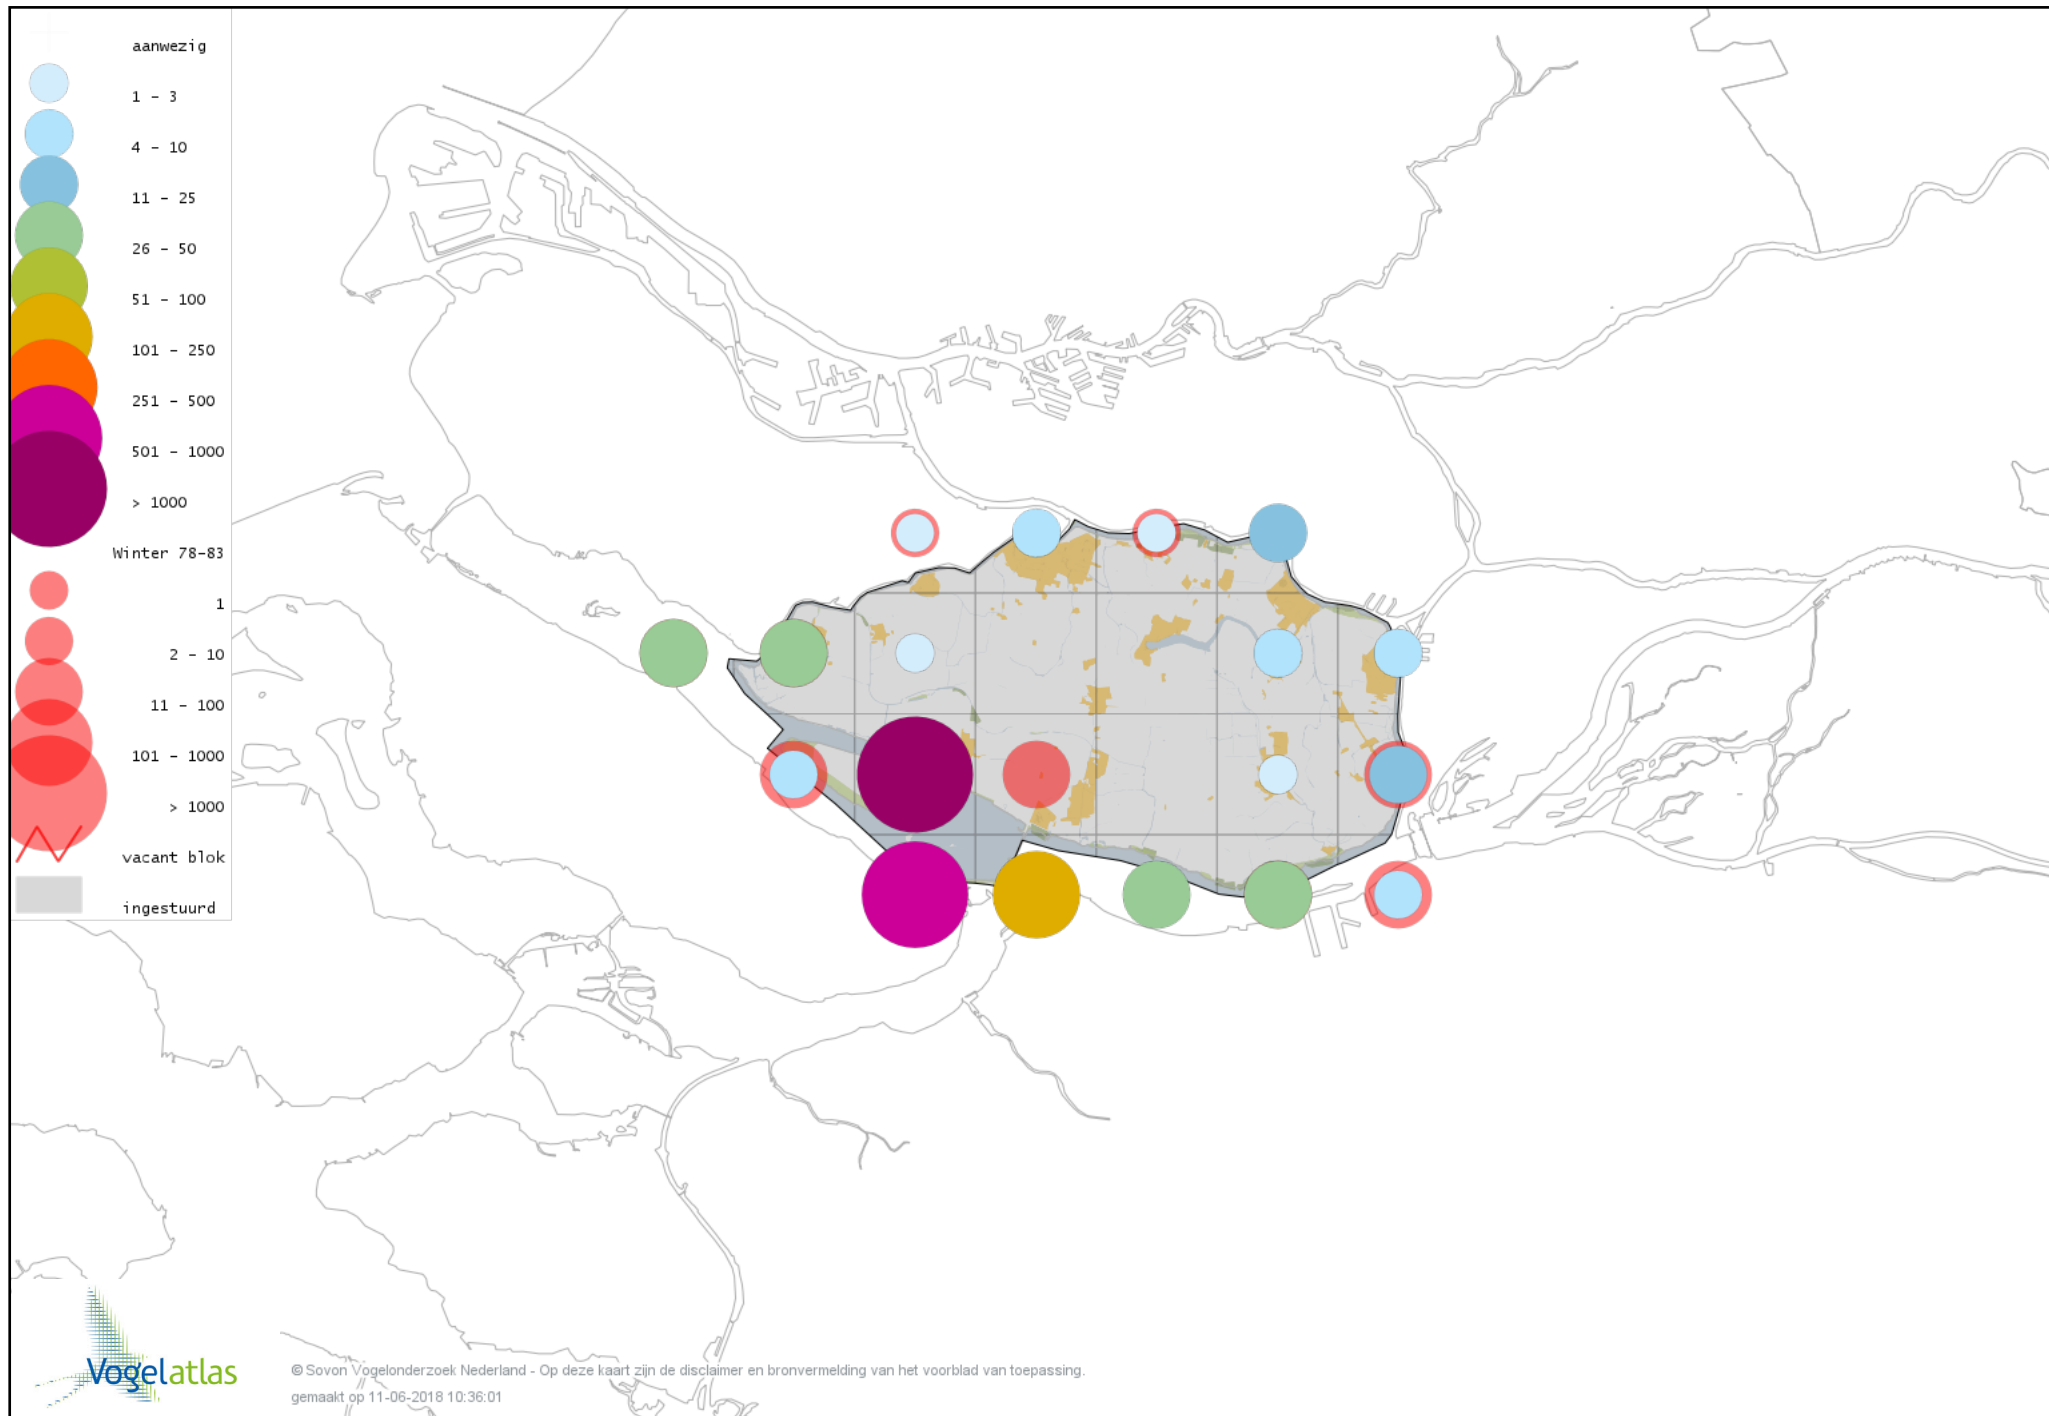 aanwezig
1 – 3
4 – 10
11 – 25
26 – 50
51 – 100
101 – 250
251 – 500
501 – 1000
> 1000
Winter 78-83
1
2 – 10
11 – 100
101 – 1000
> 1000
vacant blok
ingestuurd
Vogelatlas
© Sovon Vogelonderzoek Nederland - Op deze kaart zijn de disclaimer en bronvermelding van het voorblad van toepassing.
gemaakt op 11-06-2018 10:36:01